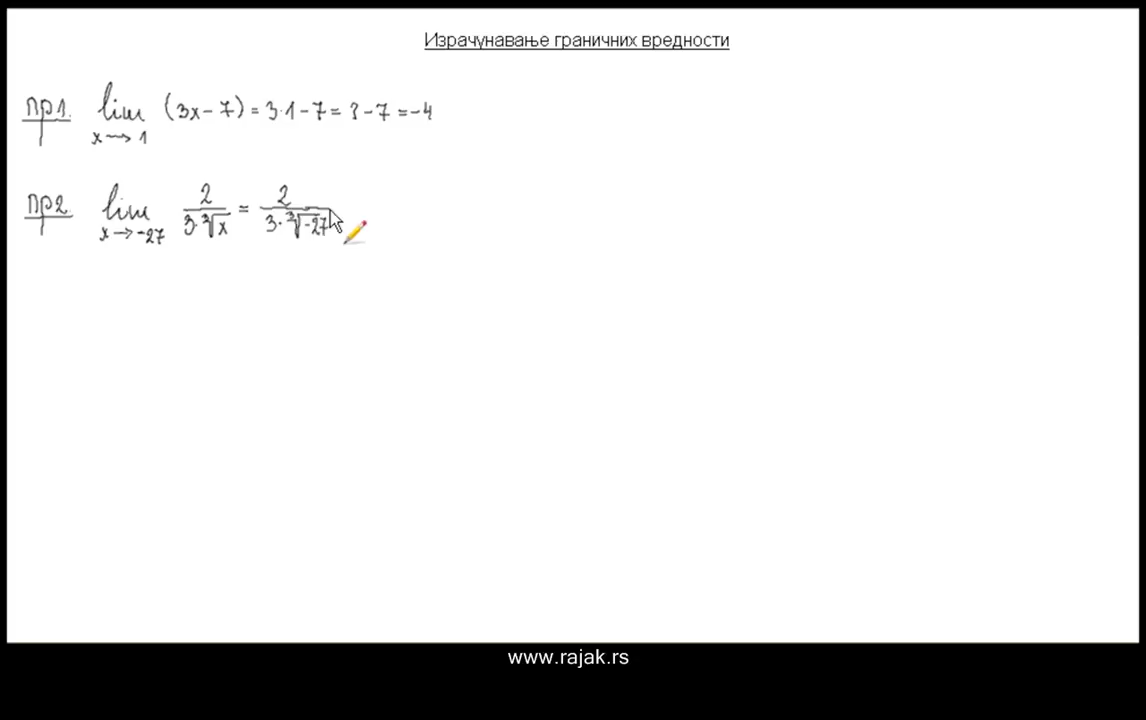 Израчунавање граничних вредности
пр1. lim (3x-7) = 3·1-7 = 3-7 = -4
x→1
пр2. lim 2/(3·∛x) = 2/(3·∛-27)
x→-27
www.rajak.rs